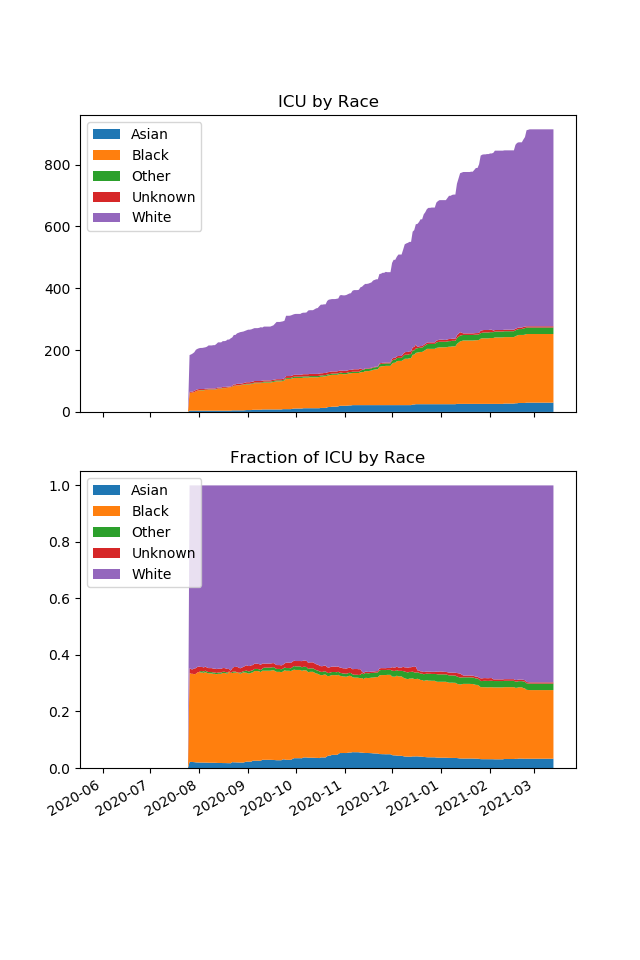 ICU by Race
Asian
Black
Other
Unknown
White
800
600
400
200
0
Fraction of ICU by Race
Asian
Black
Other
Unknown
White
1.0
0.8
0.6
0.4
0.2
0.0
2020-06 2020-07 2020-08 2020-09 2020-10 2020-11 2020-12 2021-01 2021-02 2021-03